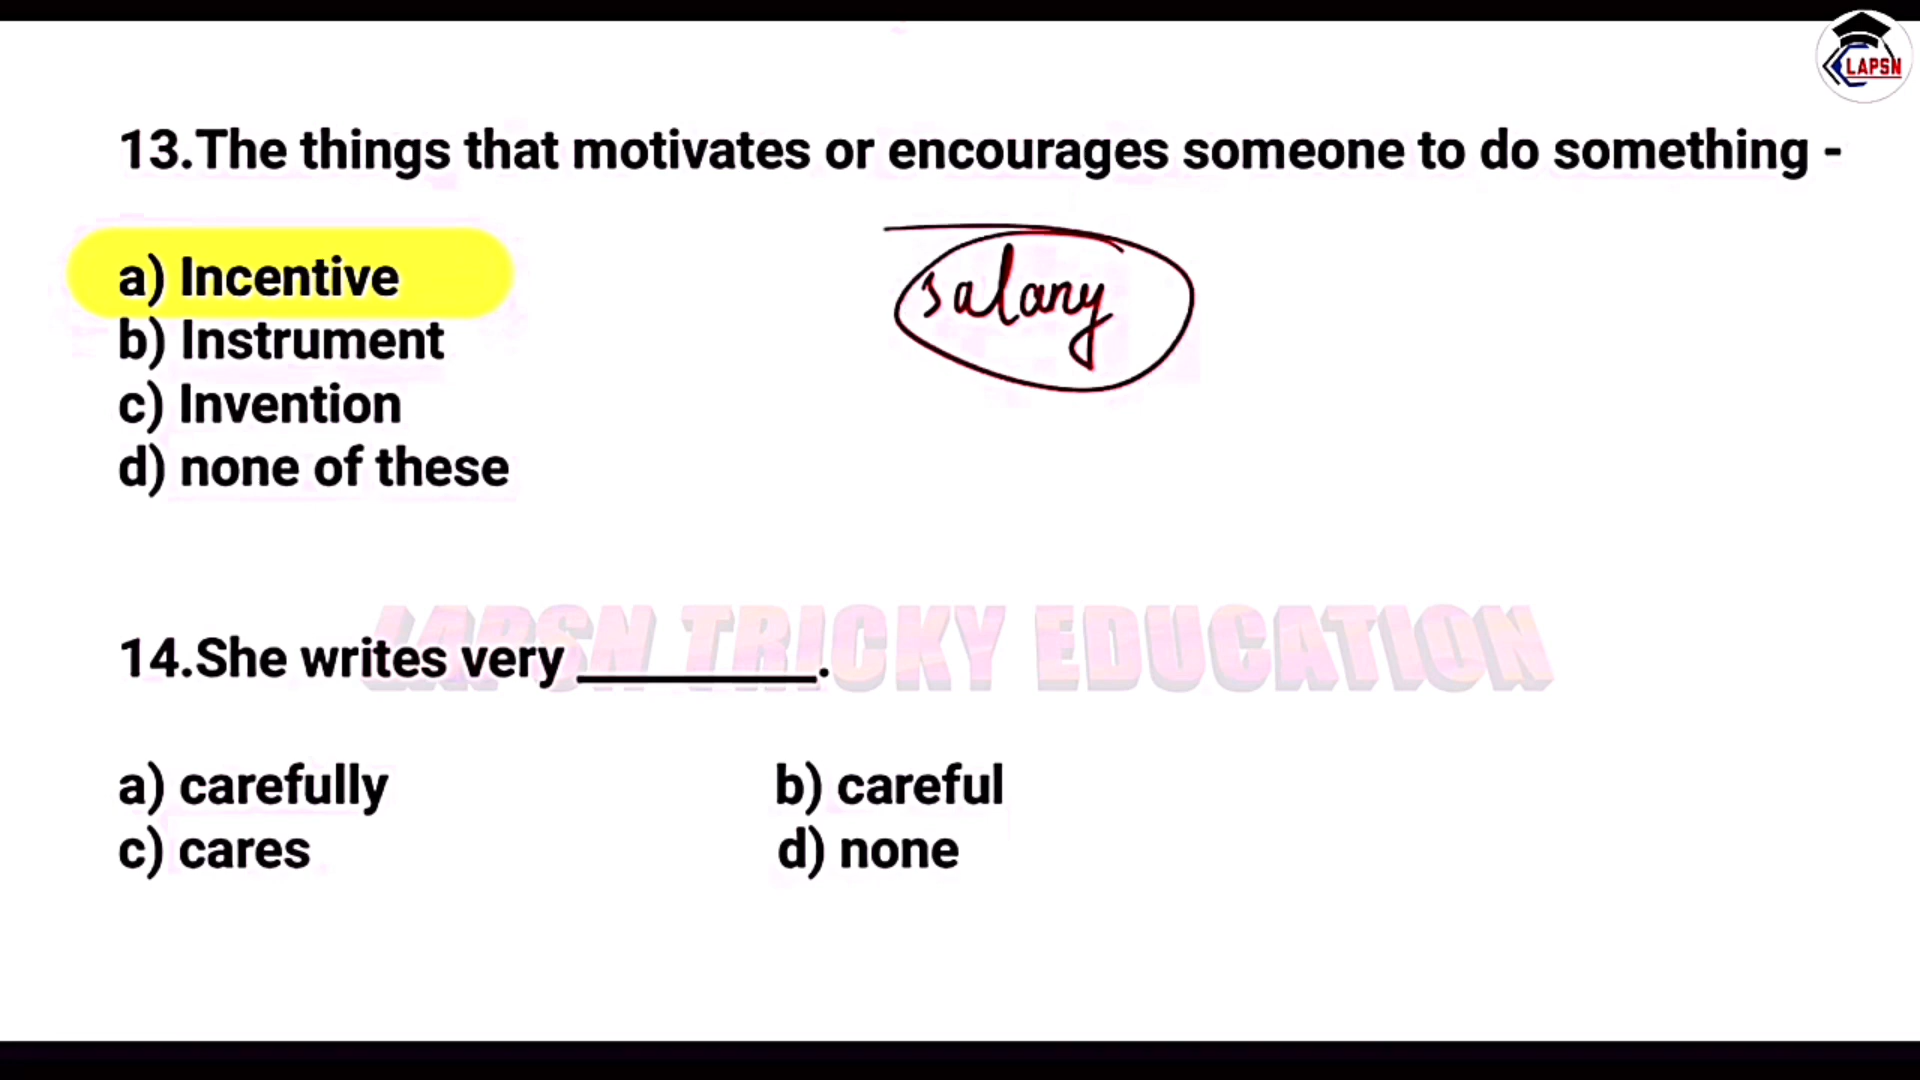 LAPSN
13.The things that motivates or encourages someone to do something -
a) Incentive
salary
b) Instrument
c) Invention
d) none of these
LAPSN TRICKY EDUCATION
14.She writes very _________.
a) carefully
b) careful
c) cares
d) none